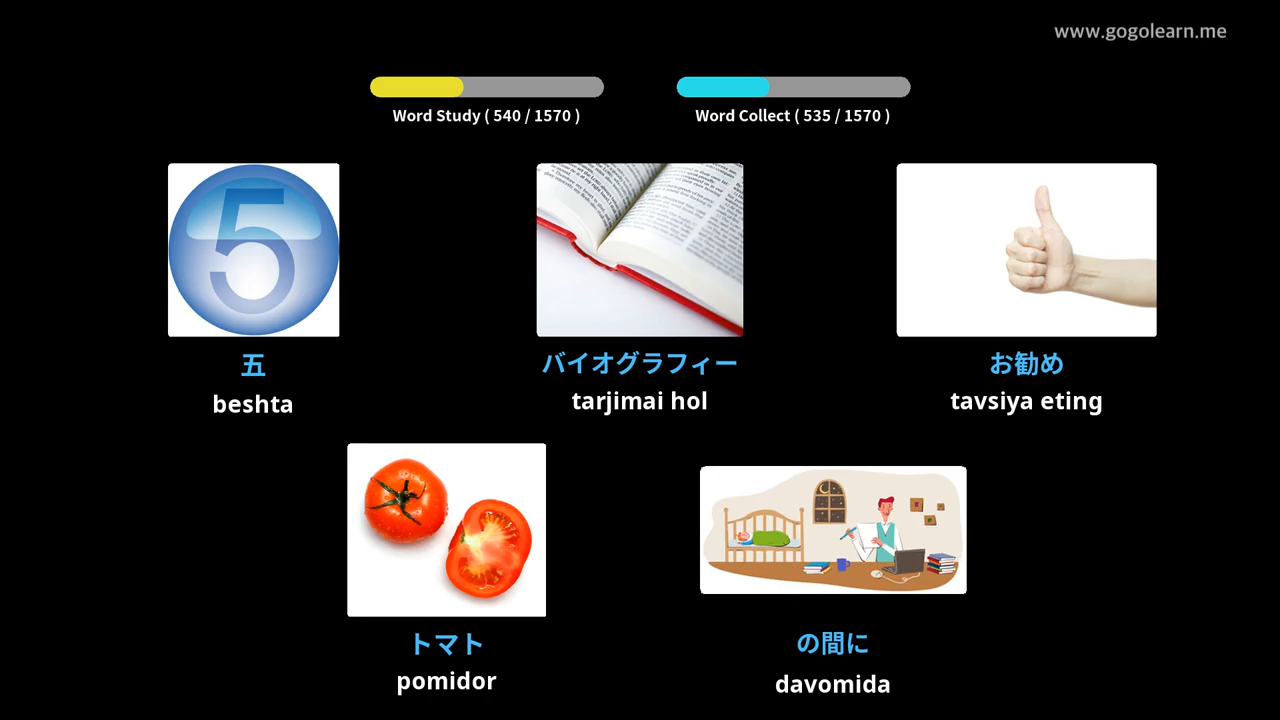 www.gogolearn.me
Word Study ( 540 / 1570 )
Word Collect ( 535 / 1570 )
5
五
beshta
バイオグラフィー
tarjimai hol
お勧め
tavsiya eting
トマト
pomidor
の間に
davomida